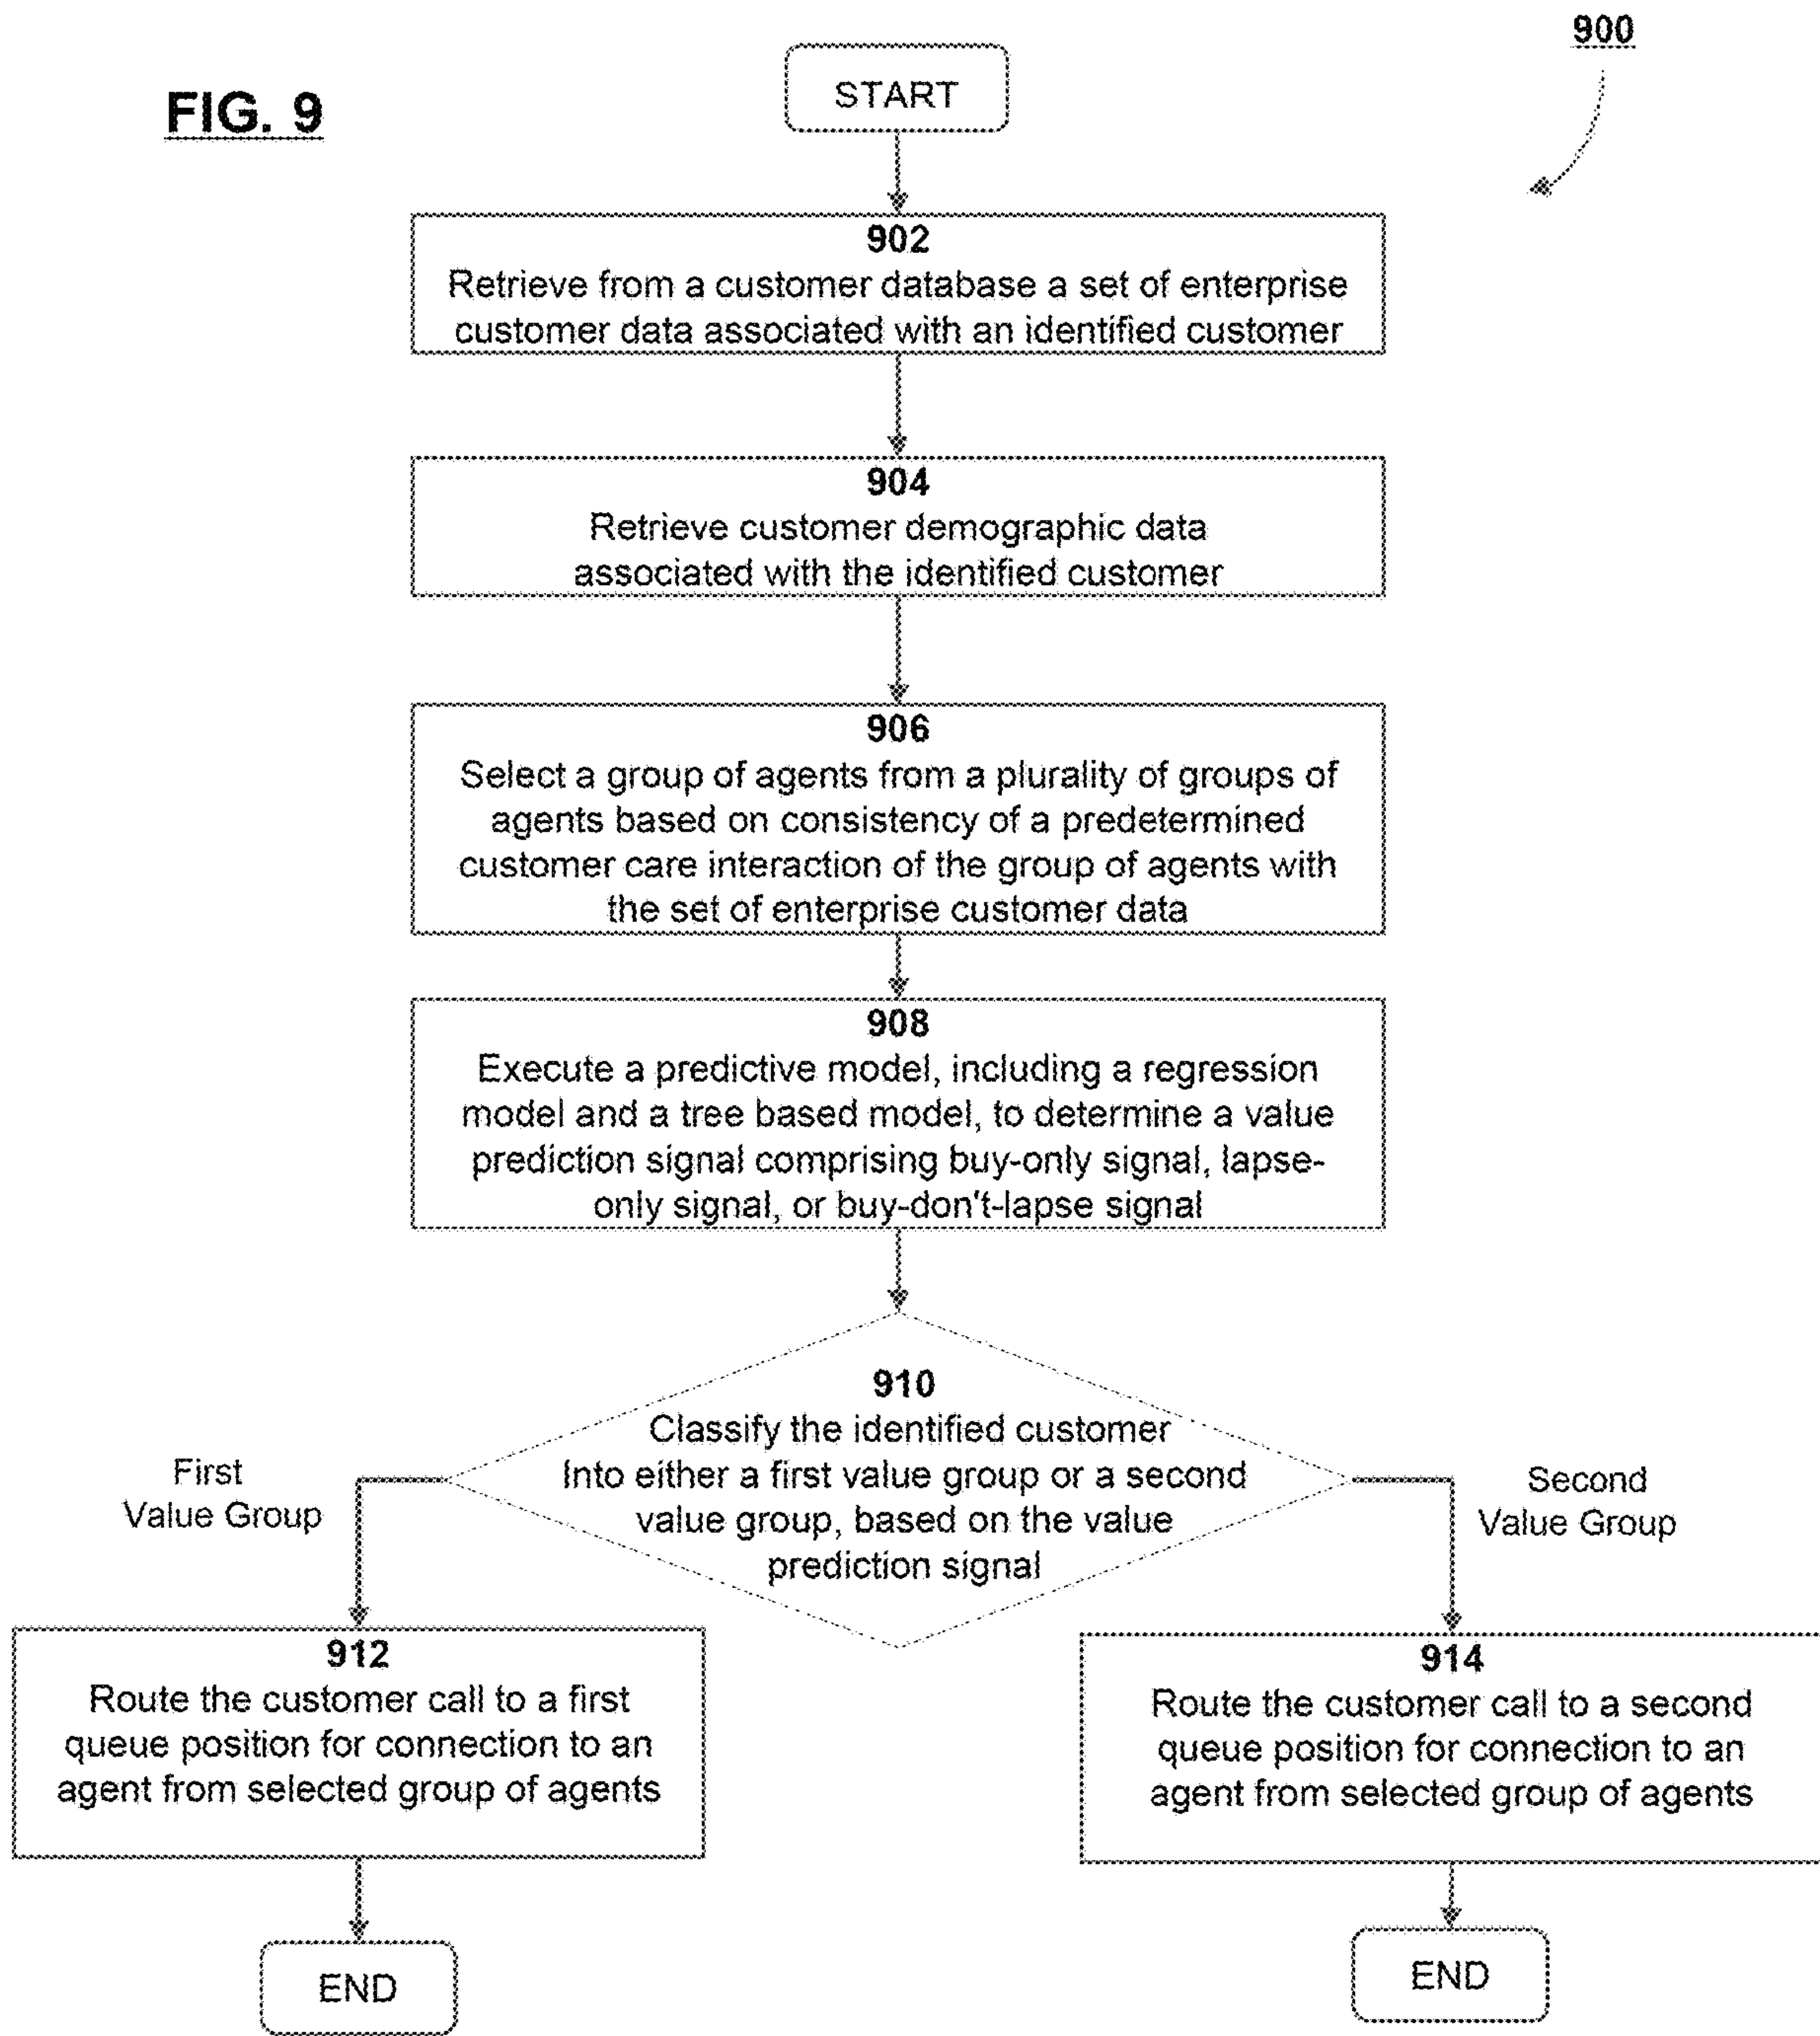 900
FIG. 9
START
902
Retrieve from a customer database a set of enterprise
customer data associated with an identified customer
904
Retrieve customer demographic data
associated with the identified customer
906
Select a group of agents from a plurality of groups of
agents based on consistency of a predetermined
customer care interaction of the group of agents with
the set of enterprise customer data
908
Execute a predictive model, including a regression
model and a tree based model, to determine a value
prediction signal comprising buy-only signal, lapse-
only signal, or buy-don't-lapse signal
910
Classify the identified customer
Into either a first value group or a second
value group, based on the value
prediction signal
First
Value Group
Second
Value Group
912
Route the customer call to a first
queue position for connection to an
agent from selected group of agents
914
Route the customer call to a second
queue position for connection to an
agent from selected group of agents
END
END